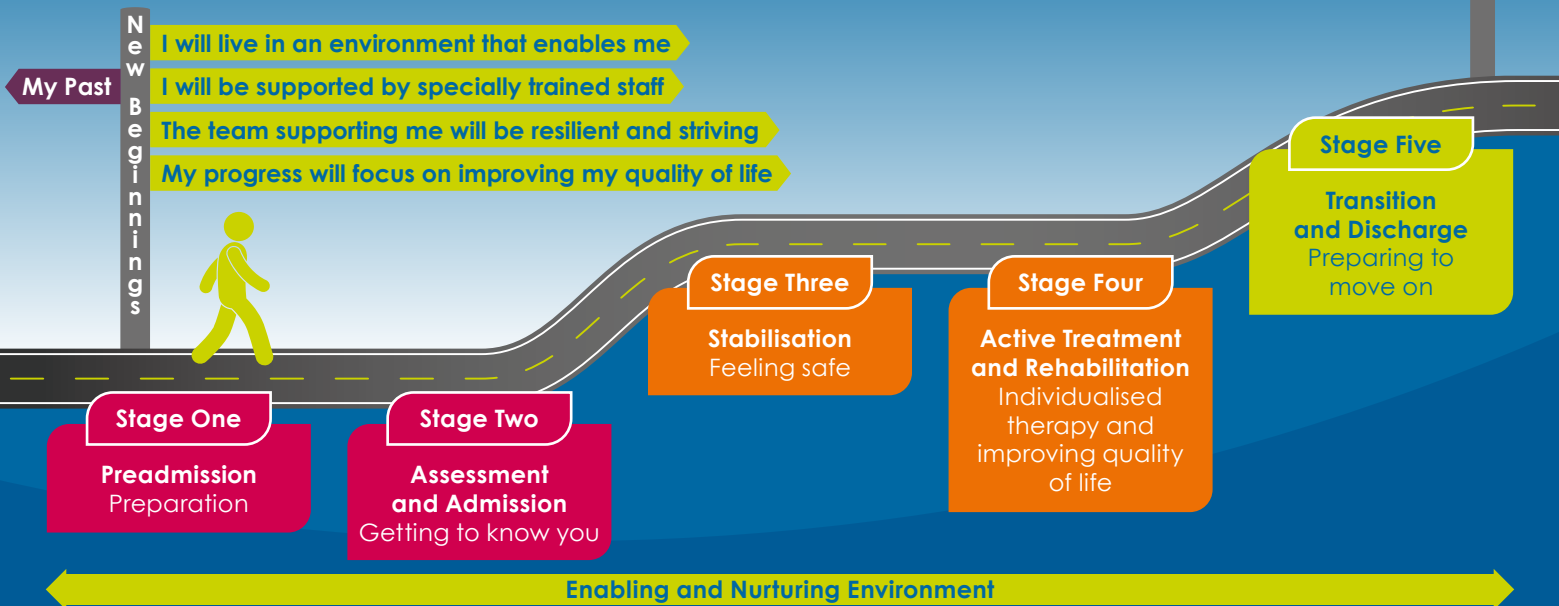 New Beginnings
My Past
I will live in an environment that enables me
I will be supported by specially trained staff
The team supporting me will be resilient and striving
My progress will focus on improving my quality of life
Stage One
Preadmission
Preparation
Stage Two
Assessment
and Admission
Getting to know you
Stage Three
Stabilisation
Feeling safe
Stage Four
Active Treatment
and Rehabilitation
Individualised
therapy and
improving quality
of life
Stage Five
Transition
and Discharge
Preparing to
move on
Enabling and Nurturing Environment